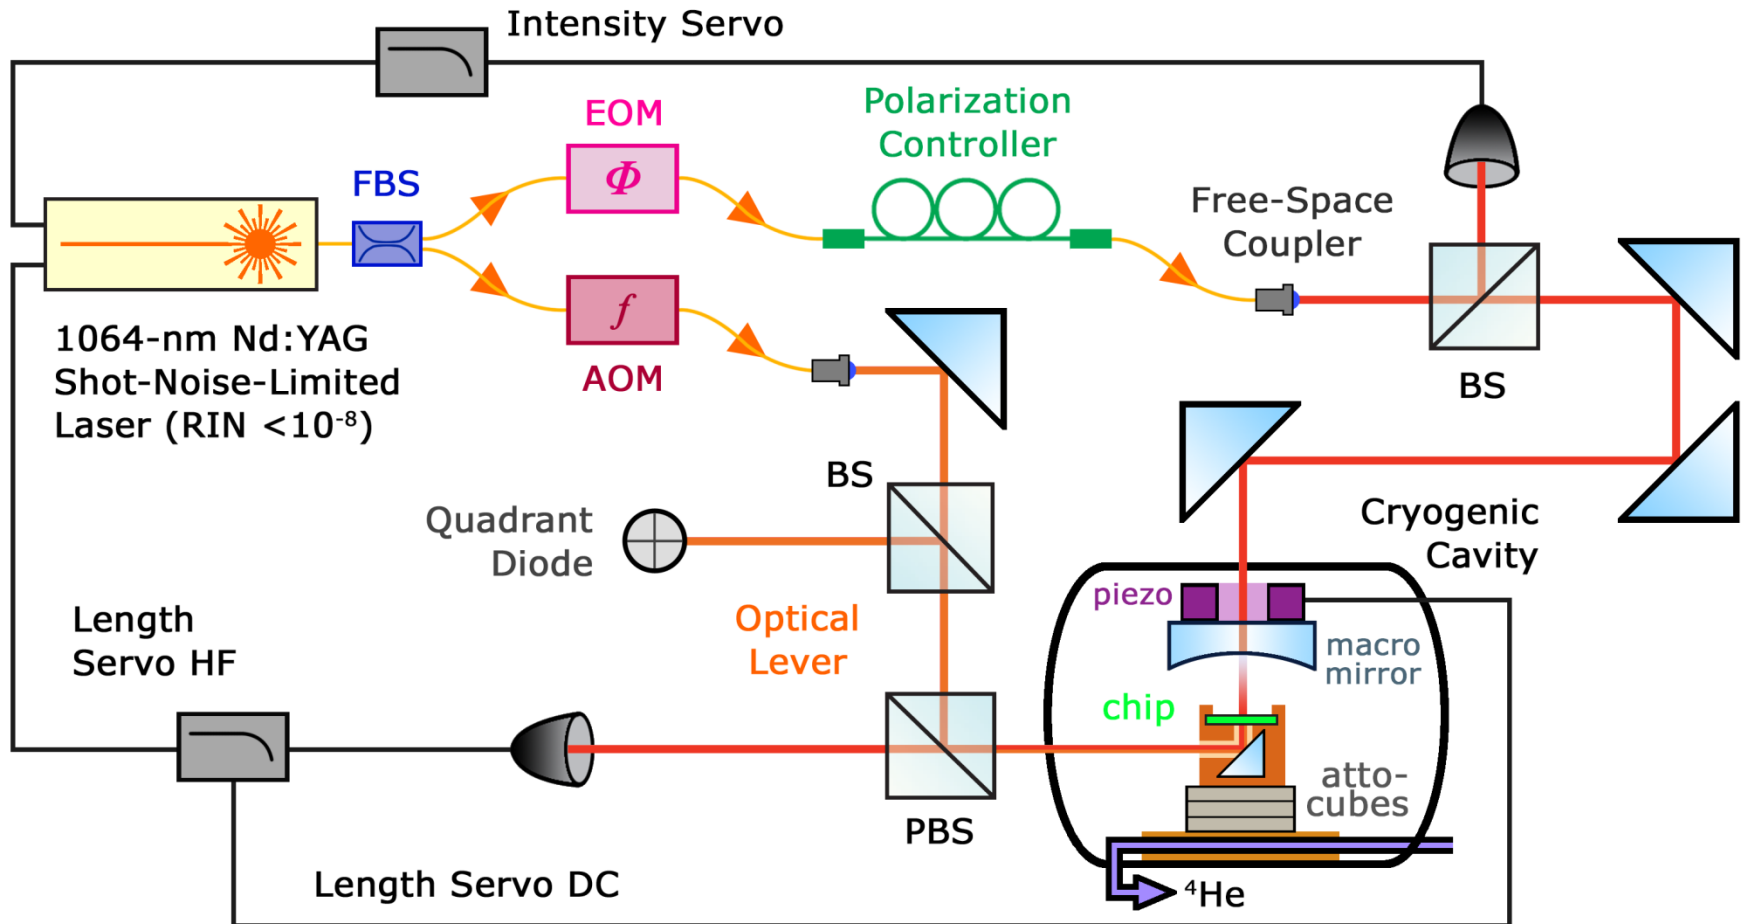 Intensity Servo
EOM
Φ
Polarization
Controller
FBS
Free-Space
Coupler
f
AOM
1064-nm Nd:YAG
Shot-Noise-Limited
Laser (RIN <10⁻⁸)
BS
BS
Quadrant
Diode
Cryogenic
Cavity
piezo
Length
Servo HF
Optical
Lever
macro
mirror
chip
atto-
cubes
PBS
Length Servo DC
⁴He